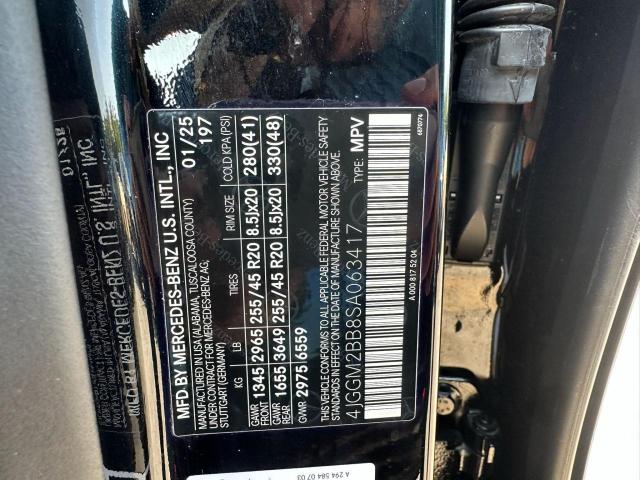 MFD BY MERCEDES-BENZ U.S. INTL., INC
MANUFACTURED IN USA (ALABAMA, TUSCALOOSA COUNTY) 01/25
UNDER CONTRACT FOR MERCEDES-BENZ AG; 197
STUTTGART (GERMANY)
KG LB TIRES RIM SIZE COLD KPA(PSI)
GAWR FRONT 1345 2965 255/45 R20 8.5Jx20 280(41)
GAWR REAR 1655 3649 255/45 R20 8.5Jx20 330(48)
GVWR 2975 6559
THIS VEHICLE CONFORMS TO ALL APPLICABLE FEDERAL MOTOR VEHICLE SAFETY
STANDARDS IN EFFECT ON THE DATE OF MANUFACTURE SHOWN ABOVE.
4JGGM2BB8SA063417 TYPE: MPV
A 000 817 52 04
6870776
A 294 584 07 03